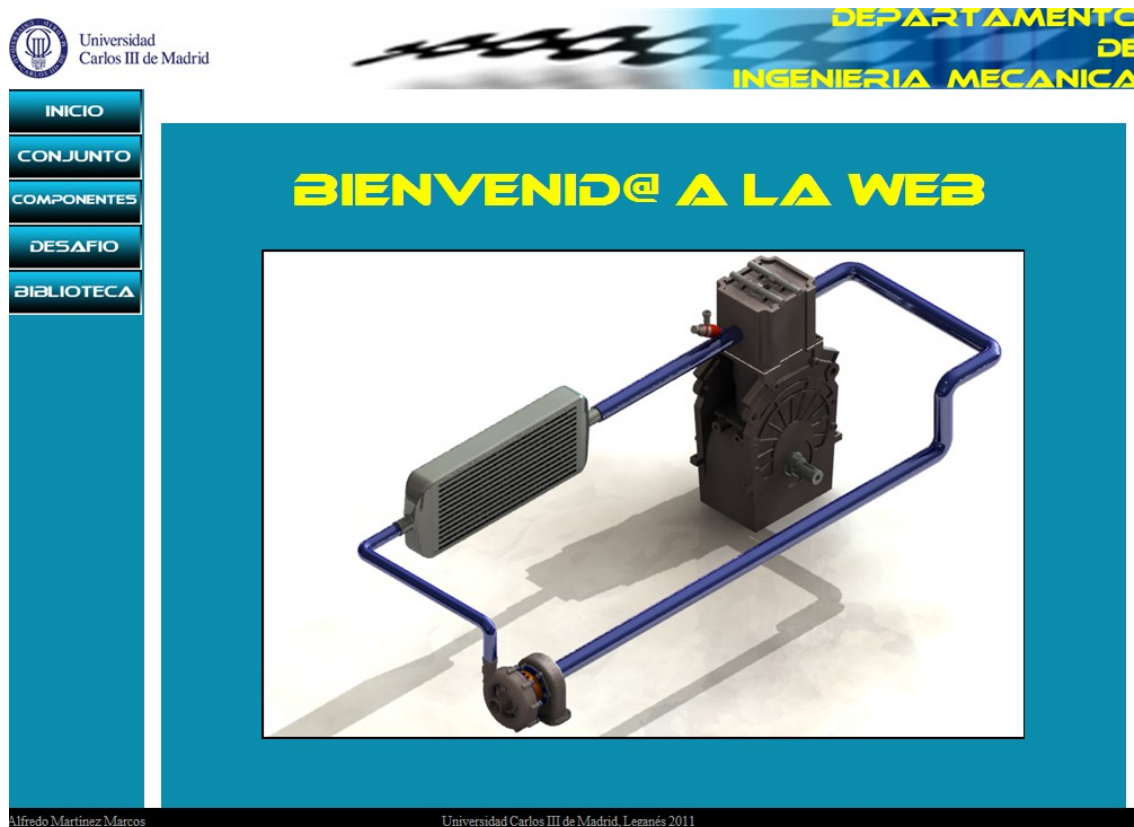 Universidad
Carlos III de Madrid
DEPARTAMENTO
DE
INGENIERIA MECANICA
INICIO
CONJUNTO
COMPONENTES
DESAFIO
BIBLIOTECA
BIENVENID@ A LA WEB
Alfredo Martinez Marcos
Universidad Carlos III de Madrid, Leganés 2011